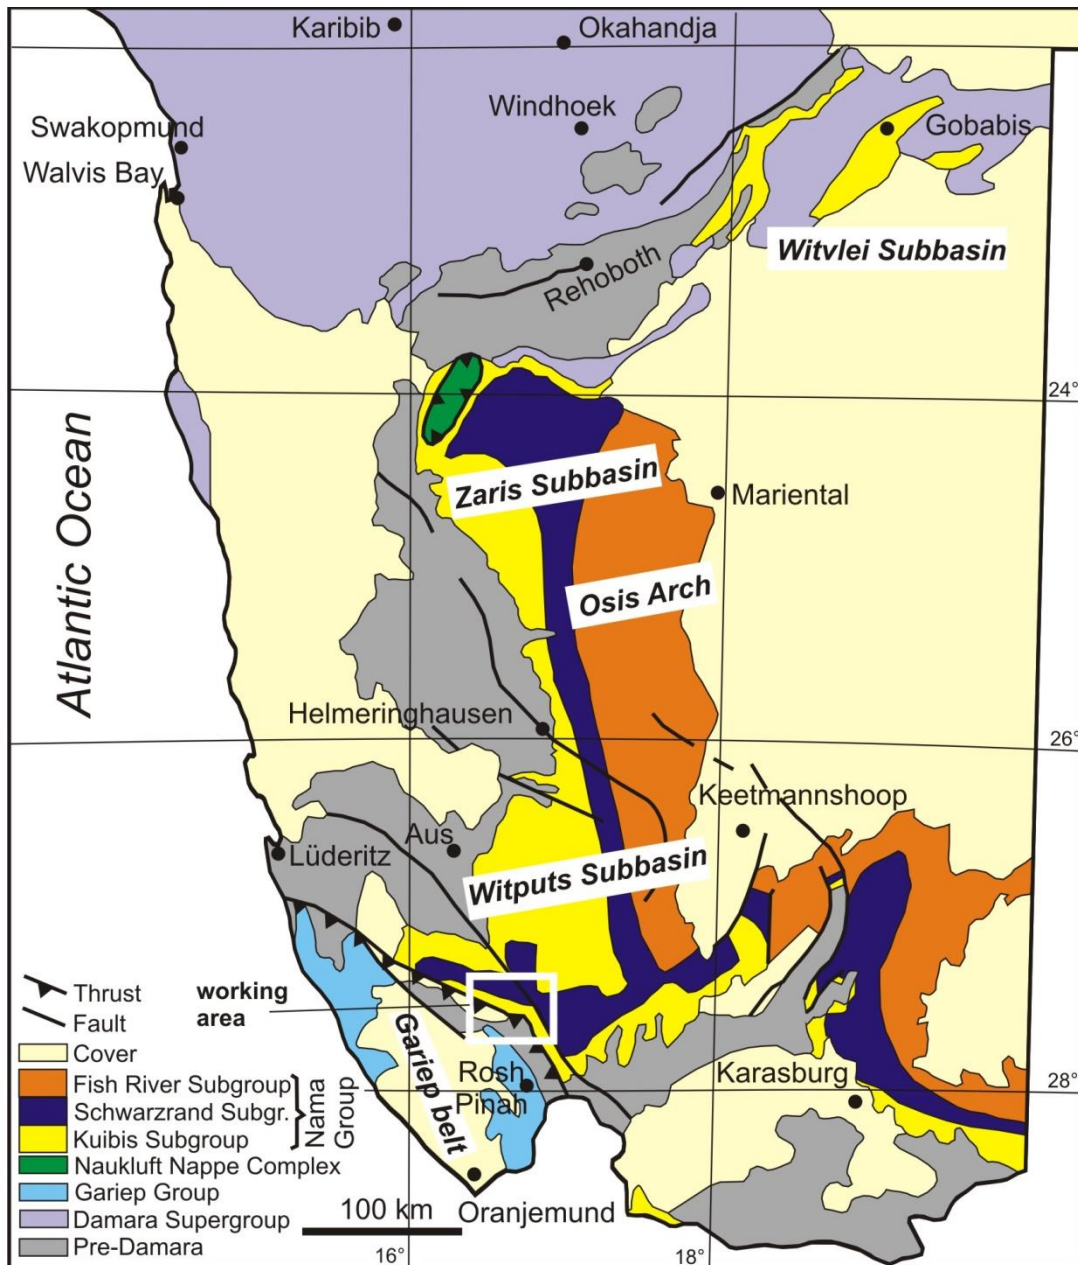 Karibib
Okahandja
Windhoek
Swakopmund
Gobabis
Walvis Bay
Witvlei Subbasin
Rehoboth
24°
Atlantic Ocean
Zaris Subbasin
Mariental
Osis Arch
Helmeringhausen
26°
Keetmannshoop
Aus
Lüderitz
Witputs Subbasin
working
area
Gariep belt
Rosh
Pinah
Karasburg
28°
Thrust
Fault
Cover
Fish River Subgroup
Schwarzrand Subgr.
Kuibis Subgroup
Nama
Group
Naukluft Nappe Complex
Gariep Group
Damara Supergroup
Pre-Damara
100 km
Oranjemund
16°
18°